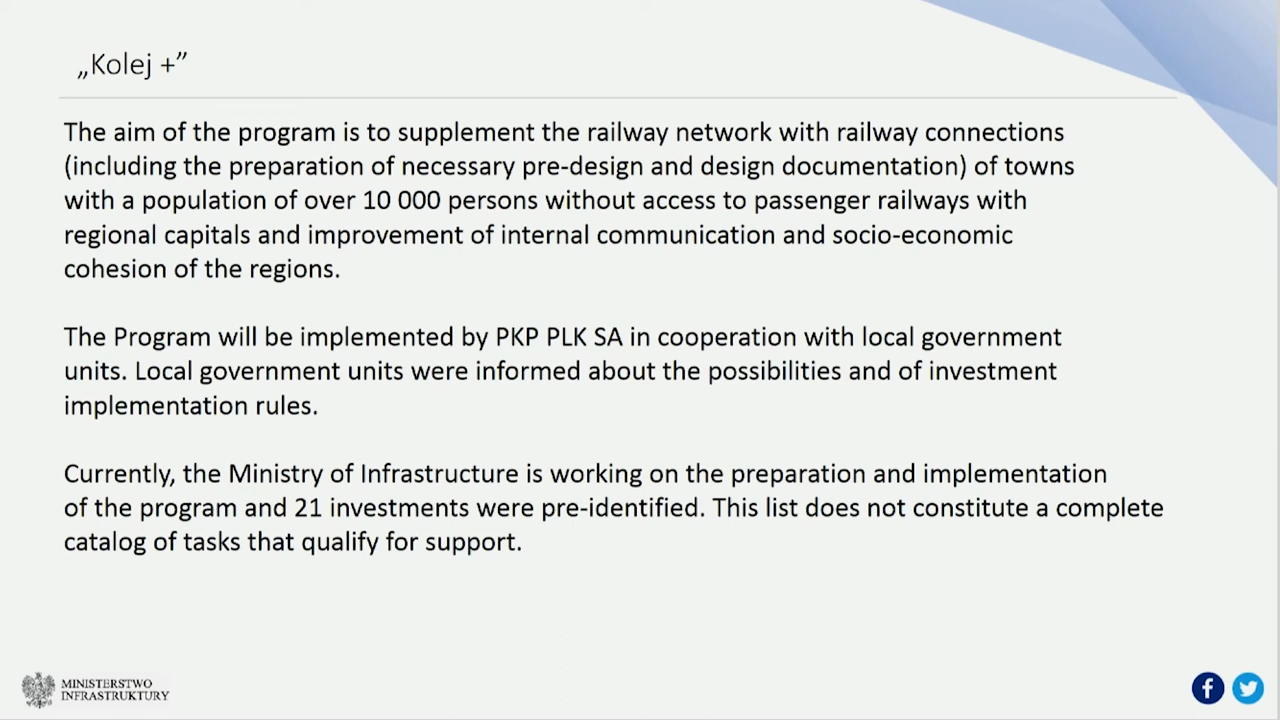 „Kolej +”
The aim of the program is to supplement the railway network with railway connections
(including the preparation of necessary pre-design and design documentation) of towns
with a population of over 10 000 persons without access to passenger railways with
regional capitals and improvement of internal communication and socio-economic
cohesion of the regions.
The Program will be implemented by PKP PLK SA in cooperation with local government
units. Local government units were informed about the possibilities and of investment
implementation rules.
Currently, the Ministry of Infrastructure is working on the preparation and implementation
of the program and 21 investments were pre-identified. This list does not constitute a complete
catalog of tasks that qualify for support.
MINISTERSTWO
INFRASTRUKTURY